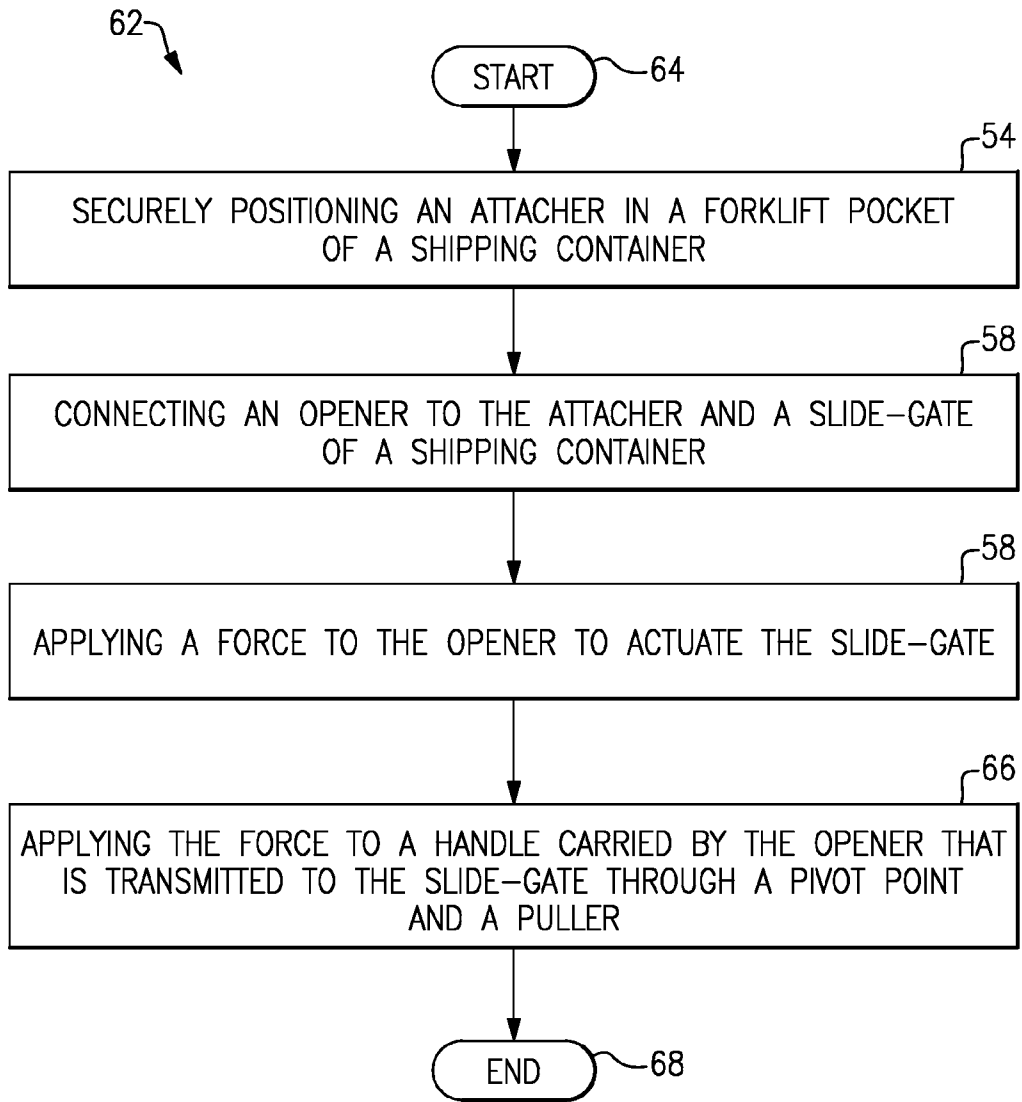 62
START
64
54
SECURELY POSITIONING AN ATTACHER IN A FORKLIFT POCKET
OF A SHIPPING CONTAINER
58
CONNECTING AN OPENER TO THE ATTACHER AND A SLIDE-GATE
OF A SHIPPING CONTAINER
58
APPLYING A FORCE TO THE OPENER TO ACTUATE THE SLIDE-GATE
66
APPLYING THE FORCE TO A HANDLE CARRIED BY THE OPENER THAT
IS TRANSMITTED TO THE SLIDE-GATE THROUGH A PIVOT POINT
AND A PULLER
END
68